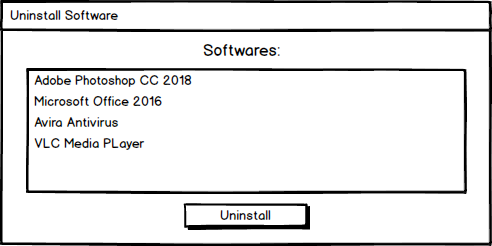 Uninstall Software
Softwares:
Adobe Photoshop CC 2018
Microsoft Office 2016
Avira Antivirus
VLC Media PLayer
Uninstall